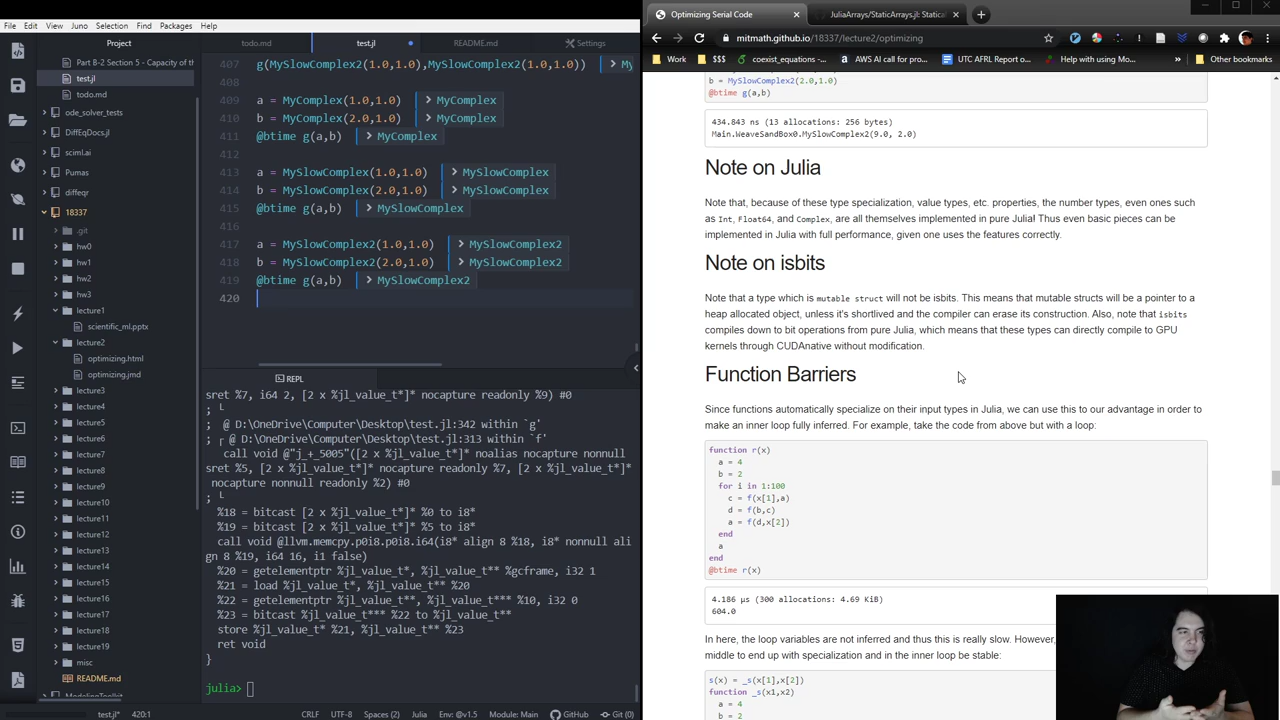 File Edit View Juno Selection Find Packages Help
Project
Part B-2 Section 5 - Capacity of th
test.jl
todo.md
ode_solver_tests
DiffEqDocs.jl
sciml.ai
Pumas
diffeqr
18337
.git
hw0
hw1
hw2
hw3
lecture1
scientific_ml.pptx
lecture2
optimizing.html
optimizing.jmd
lecture3
lecture4
lecture5
lecture6
lecture7
lecture8
lecture9
lecture10
lecture11
lecture12
lecture13
lecture14
lecture15
lecture16
lecture17
lecture18
lecture19
misc
README.md
ModelingToolkit
todo.md test.jl README.md Settings
407 g(MySlowComplex2(1.0,1.0),MySlowComplex2(1.0,1.0)) > My
408
409 a = MyComplex(1.0,1.0) > MyComplex
410 b = MyComplex(2.0,1.0) > MyComplex
411 @btime g(a,b) > MyComplex
412
413 a = MySlowComplex(1.0,1.0) > MySlowComplex
414 b = MySlowComplex(2.0,1.0) > MySlowComplex
415 @btime g(a,b) > MySlowComplex
416
417 a = MySlowComplex2(1.0,1.0) > MySlowComplex2
418 b = MySlowComplex2(2.0,1.0) > MySlowComplex2
419 @btime g(a,b) > MySlowComplex2
420
REPL
sret %7, i64 2, [2 x %jl_value_t*]* nocapture readonly %9) #0
; └
; @ D:\OneDrive\Computer\Desktop\test.jl:342 within `g'
; ┌ @ D:\OneDrive\Computer\Desktop\test.jl:313 within `f'
call void @"j_+_5005"([2 x %jl_value_t*]* noalias nocapture nonnull
sret %5, [2 x %jl_value_t*]* nocapture readonly %7, [2 x %jl_value_t*]*
nocapture nonnull readonly %2) #0
; └
%18 = bitcast [2 x %jl_value_t*]* %0 to i8*
%19 = bitcast [2 x %jl_value_t*]* %5 to i8*
call void @llvm.memcpy.p0i8.p0i8.i64(i8* align 8 %18, i8* nonnull ali
gn 8 %19, i64 16, i1 false)
%20 = getelementptr %jl_value_t*, %jl_value_t** %gcframe, i32 1
%21 = load %jl_value_t*, %jl_value_t** %20
%22 = getelementptr %jl_value_t**, %jl_value_t*** %10, i32 0
%23 = bitcast %jl_value_t*** %22 to %jl_value_t**
store %jl_value_t* %21, %jl_value_t** %23
ret void
}
julia>
test.jl* 420:1 CRLF UTF-8 Spaces (2) Julia Env: @v1.5 Module: Main GitHub Git (0)
Optimizing Serial Code JuliaArrays/StaticArrays.jl: Statical
mitmath.github.io/18337/lecture2/optimizing
Work $$$ coexist_equations -... AWS AI call for pro... UTC AFRL Report o... Help with using Mo... Other bookmarks
b = MySlowComplex2(2.0,1.0)
@btime g(a,b)
434.843 ns (13 allocations: 256 bytes)
Main.WeaveSandBox0.MySlowComplex2(9.0, 2.0)
Note on Julia
Note that, because of these type specialization, value types, etc. properties, the number types, even ones such
as Int, Float64, and Complex, are all themselves implemented in pure Julia! Thus even basic pieces can be
implemented in Julia with full performance, given one uses the features correctly.
Note on isbits
Note that a type which is mutable struct will not be isbits. This means that mutable structs will be a pointer to a
heap allocated object, unless it's shortlived and the compiler can erase its construction. Also, note that isbits
compiles down to bit operations from pure Julia, which means that these types can directly compile to GPU
kernels through CUDAnative without modification.
Function Barriers
Since functions automatically specialize on their input types in Julia, we can use this to our advantage in order to
make an inner loop fully inferred. For example, take the code from above but with a loop:
function r(x)
a = 4
b = 2
for i in 1:100
c = f(x[1],a)
d = f(b,c)
a = f(d,x[2])
end
a
end
@btime r(x)
4.186 μs (300 allocations: 4.69 KiB)
604.0
In here, the loop variables are not inferred and thus this is really slow. However,
middle to end up with specialization and in the inner loop be stable:
s(x) = _s(x[1],x[2])
function _s(x1,x2)
a = 4
b = 2